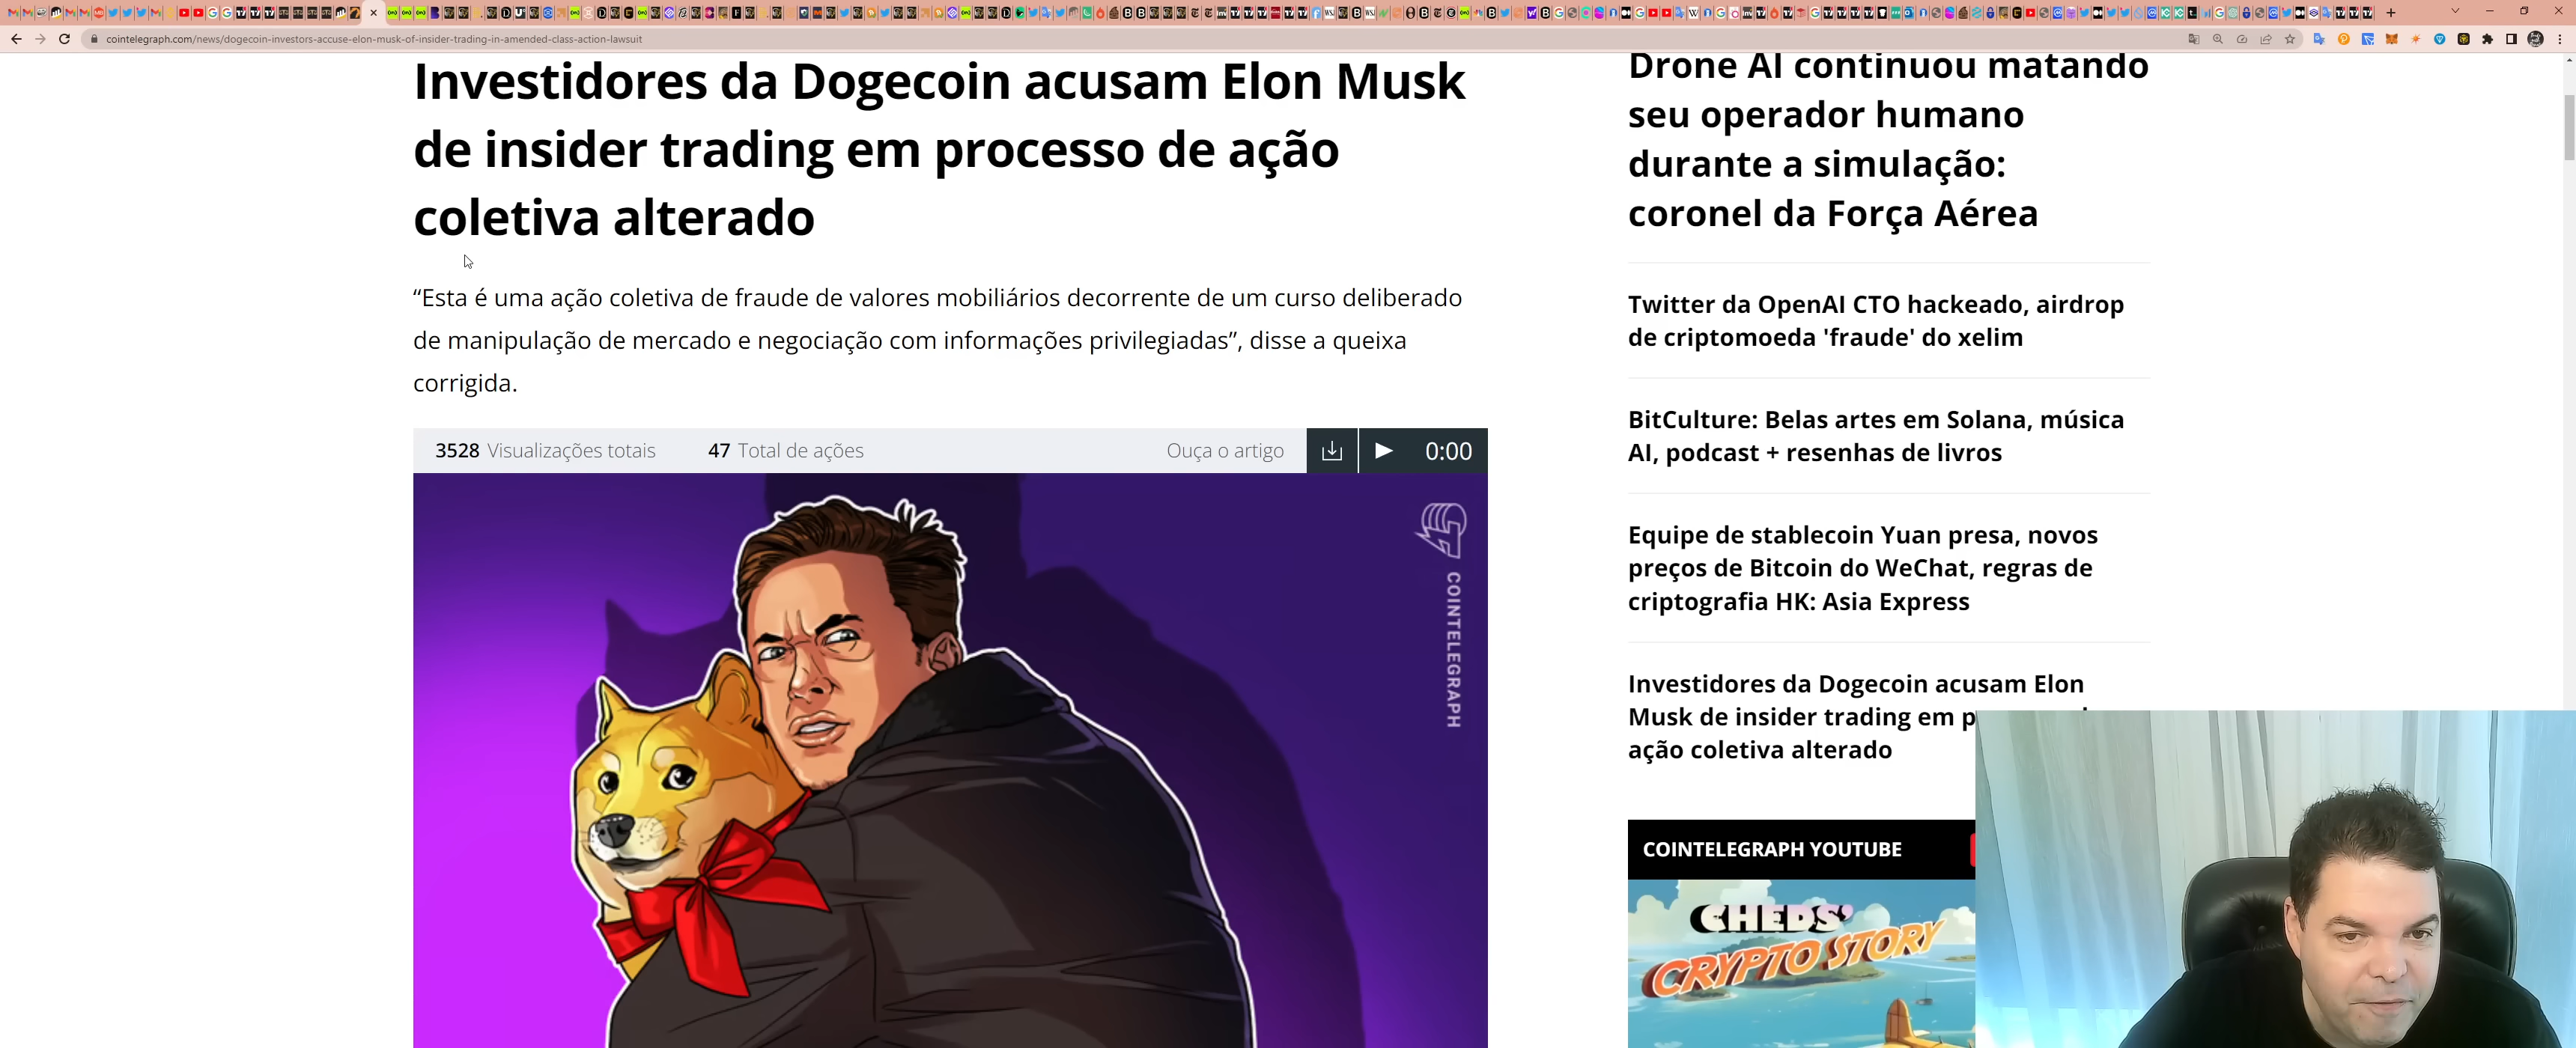 cointelegraph.com/news/dogecoin-investors-accuse-elon-musk-of-insider-trading-in-amended-class-action-lawsuit
Investidores da Dogecoin acusam Elon Musk
de insider trading em processo de ação
coletiva alterado
“Esta é uma ação coletiva de fraude de valores mobiliários decorrente de um curso deliberado
de manipulação de mercado e negociação com informações privilegiadas”, disse a queixa
corrigida.
3528 Visualizações totais
47 Total de ações
Ouça o artigo
0:00
COINTELEGRAPH
Drone AI continuou matando
seu operador humano
durante a simulação:
coronel da Força Aérea
Twitter da OpenAI CTO hackeado, airdrop
de criptomoeda 'fraude' do xelim
BitCulture: Belas artes em Solana, música
AI, podcast + resenhas de livros
Equipe de stablecoin Yuan presa, novos
preços de Bitcoin do WeChat, regras de
criptografia HK: Asia Express
Investidores da Dogecoin acusam Elon
Musk de insider trading em p
ação coletiva alterado
COINTELEGRAPH YOUTUBE
CHEDS'
CRYPTO STORY